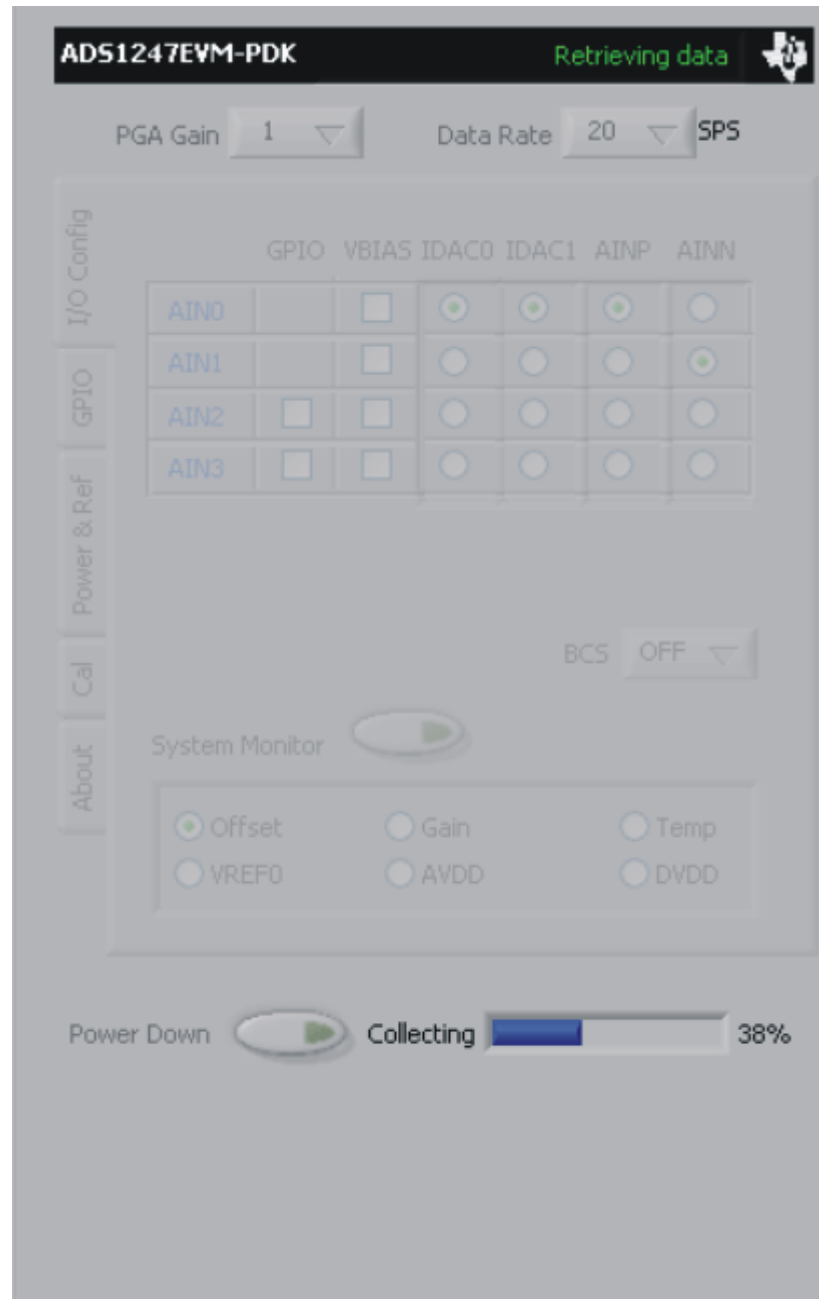 ADS1247EVM-PDK Retrieving data
PGA Gain 1 Data Rate 20 SPS
I/O Config
GPIO
Power & Ref
Cal
About
GPIO VBIAS IDAC0 IDAC1 AINP AINN
AIN0
AIN1
AIN2
AIN3
BCS OFF
System Monitor
Offset Gain Temp
VREF0 AVDD DVDD
Power Down Collecting 38%